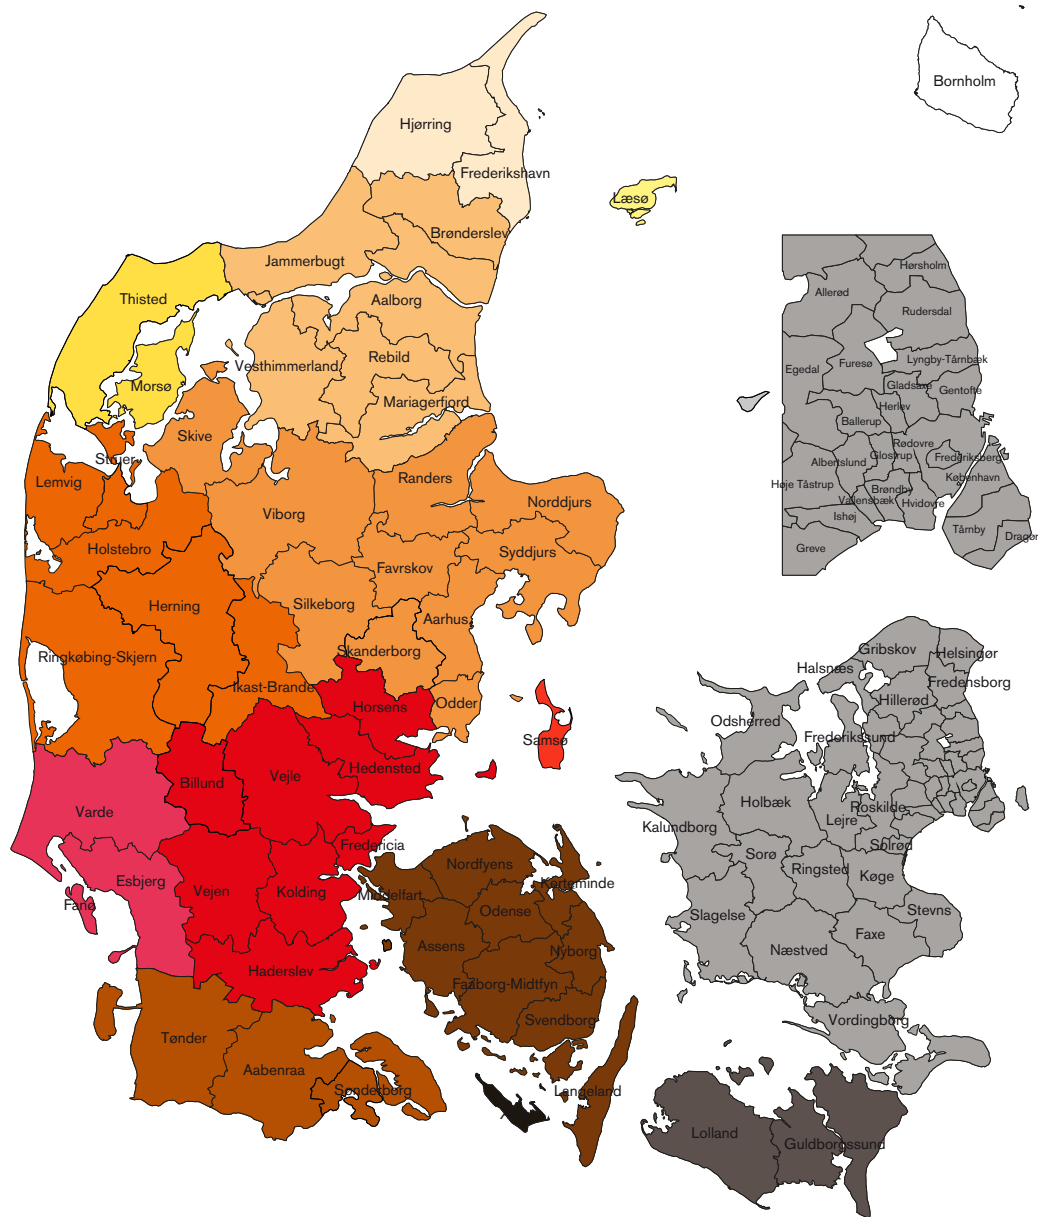 Bornholm
Hjørring
Frederikshavn
Læsø
Brønderslev
Jammerbugt
Thisted
Aalborg
Vesthimmerland
Rebild
Morsø
Mariagerfjord
Skive
Struer
Lemvig
Randers
Norddjurs
Viborg
Holstebro
Syddjurs
Favrskov
Herning
Silkeborg
Aarhus
Skanderborg
Ringkøbing-Skjern
Ikast-Brande
Horsens
Odder
Samsø
Hedensted
Vejle
Billund
Varde
Fredericia
Esbjerg
Vejen
Kolding
Fanø
Haderslev
Tønder
Aabenraa
Sønderborg
Nordfyens
Middelfart
Kerteminde
Odense
Assens
Nyborg
Faaborg-Midtfyn
Svendborg
Langeland
Hørsholm
Allerød
Rudersdal
Egedal
Furesø
Lyngby-Tårnbæk
Gladsaxe
Gentofte
Herlev
Ballerup
Rødovre
Glostrup
Frederiksberg
Albertslund
København
Høje Tåstrup
Brøndby
Vallensbæk
Hvidovre
Ishøj
Tårnby
Dragør
Greve
Gribskov
Helsingør
Halsnæs
Fredensborg
Hillerød
Odsherred
Frederikssund
Holbæk
Roskilde
Lejre
Kalundborg
Solrød
Sorø
Ringsted
Køge
Slagelse
Stevns
Faxe
Næstved
Vordingborg
Lolland
Guldborgssund